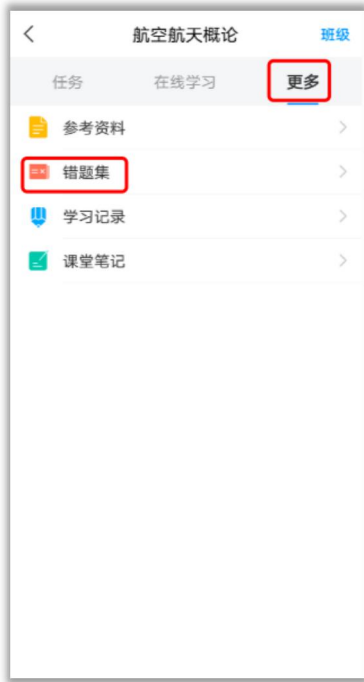 航空航天概论 班级
任务 在线学习 更多
参考资料
错题集
学习记录
课堂笔记